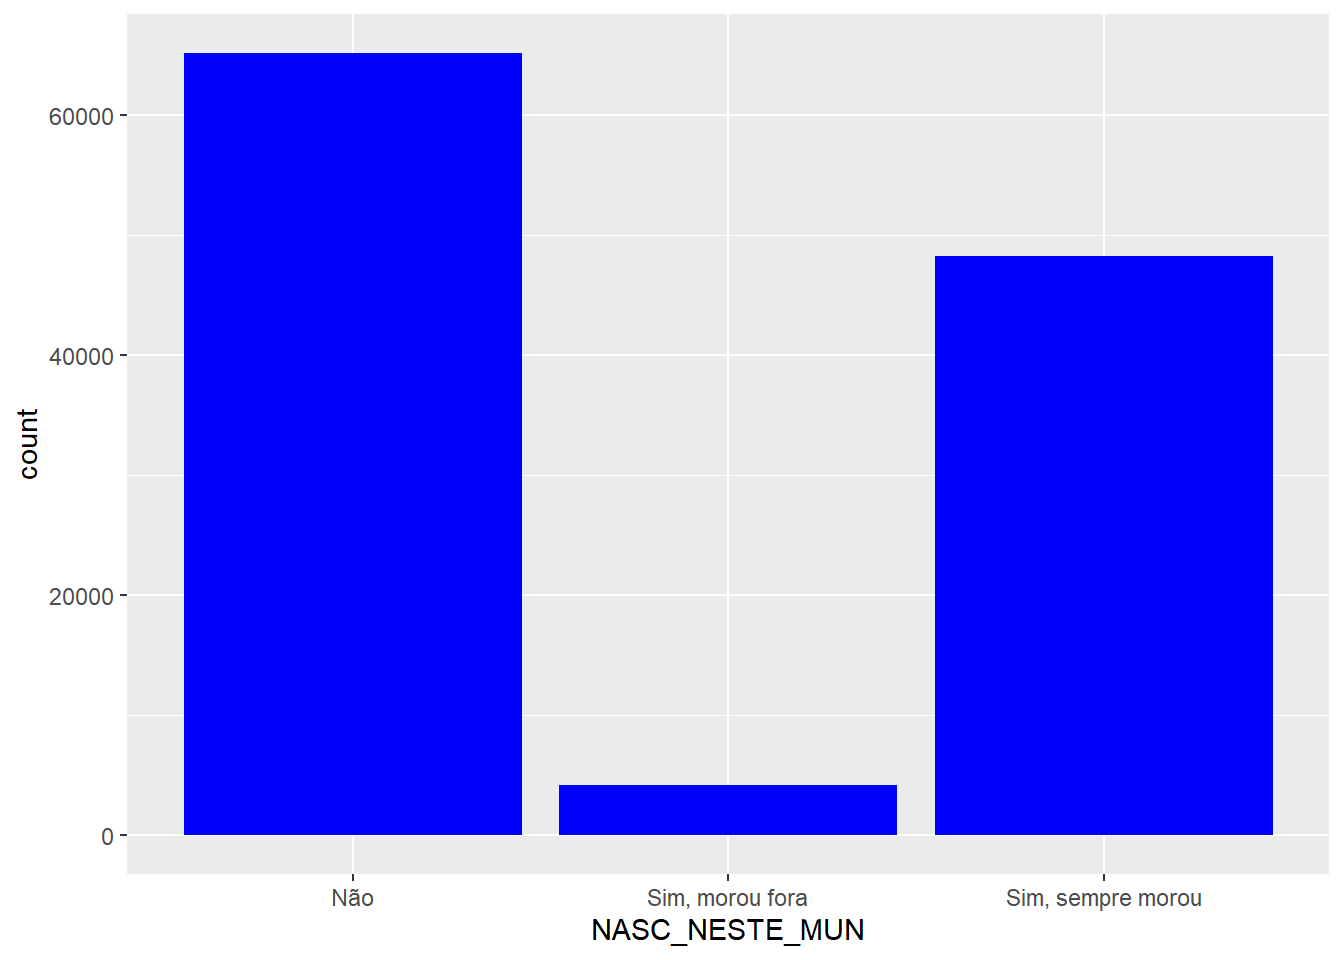 60000
40000
20000
0
count
Não
Sim, morou fora
Sim, sempre morou
NASC_NESTE_MUN